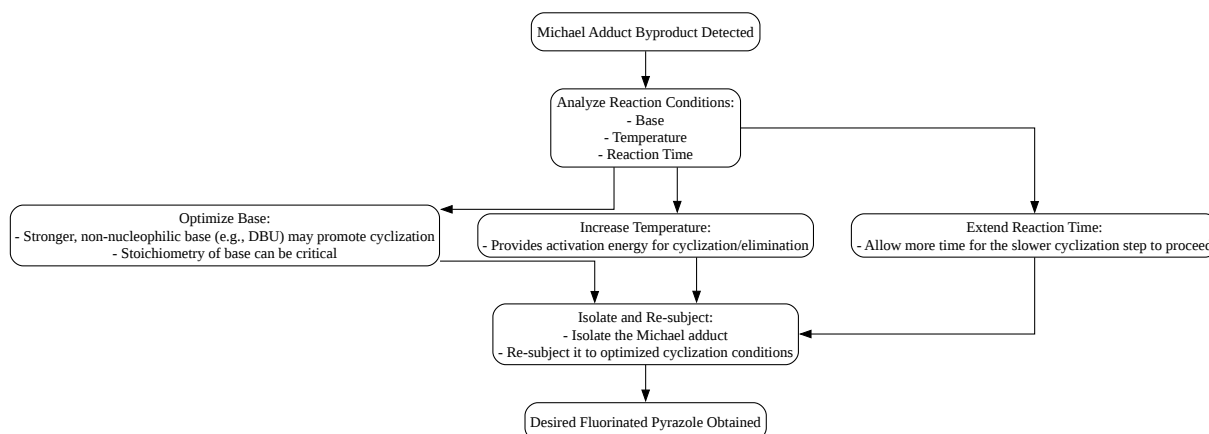 Michael Adduct Byproduct Detected
Analyze Reaction Conditions:
- Base
- Temperature
- Reaction Time
Optimize Base:
- Stronger, non-nucleophilic base (e.g., DBU) may promote cyclization
- Stoichiometry of base can be critical
Increase Temperature:
- Provides activation energy for cyclization/elimination
Extend Reaction Time:
- Allow more time for the slower cyclization step to proceed
Isolate and Re-subject:
- Isolate the Michael adduct
- Re-subject it to optimized cyclization conditions
Desired Fluorinated Pyrazole Obtained